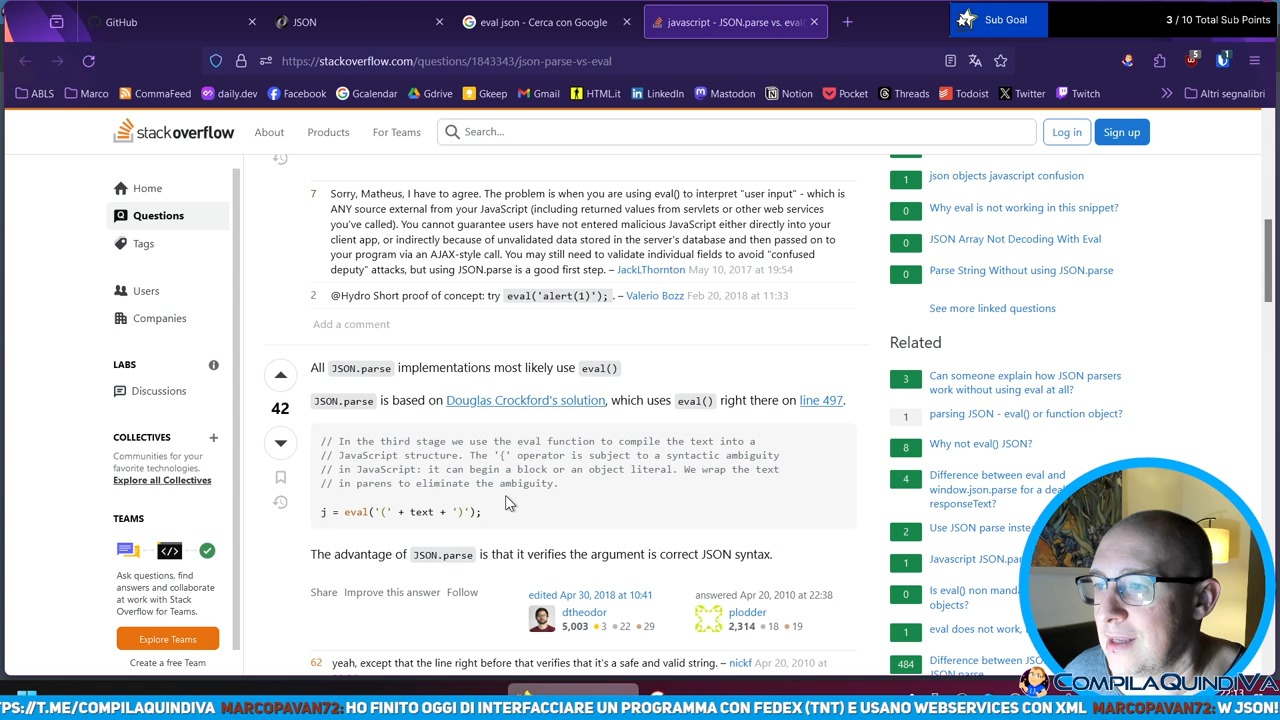 GitHub
JSON
eval json - Cerca con Google
javascript - JSON.parse vs. eval
Sub Goal
3 / 10 Total Sub Points
https://stackoverflow.com/questions/1843343/json-parse-vs-eval
5
1
ABLS
Marco
CommaFeed
daily.dev
Facebook
Gcalendar
Gdrive
Gkeep
Gmail
HTML.it
LinkedIn
Mastodon
Notion
Pocket
Threads
Todoist
Twitter
Twitch
Altri segnalibri
stackoverflow
About
Products
For Teams
Search...
Log in
Sign up
Home
Questions
Tags
Users
Companies
LABS
Discussions
COLLECTIVES
Communities for your
favorite technologies.
Explore all Collectives
TEAMS
Ask questions, find
answers and collaborate
at work with Stack
Overflow for Teams.
Explore Teams
Create a free Team
7 Sorry, Matheus, I have to agree. The problem is when you are using eval() to interpret "user input" - which is
ANY source external from your JavaScript (including returned values from servlets or other web services
you've called). You cannot guarantee users have not entered malicious JavaScript either directly into your
client app, or indirectly because of unvalidated data stored in the server's database and then passed on to
your program via an AJAX-style call. You may still need to validate individual fields to avoid "confused
deputy" attacks, but using JSON.parse is a good first step. – JackLThornton May 10, 2017 at 19:54
2 @Hydro Short proof of concept: try eval('alert(1)'); . – Valerio Bozz Feb 20, 2018 at 11:33
Add a comment
All JSON.parse implementations most likely use eval()
42
JSON.parse is based on Douglas Crockford's solution, which uses eval() right there on line 497.
// In the third stage we use the eval function to compile the text into a
// JavaScript structure. The '{' operator is subject to a syntactic ambiguity
// in JavaScript: it can begin a block or an object literal. We wrap the text
// in parens to eliminate the ambiguity.
j = eval('(' + text + ')');
The advantage of JSON.parse is that it verifies the argument is correct JSON syntax.
Share Improve this answer Follow
edited Apr 30, 2018 at 10:41
dtheodor
5,003 3 22 29
answered Apr 20, 2010 at 22:38
plodder
2,314 18 19
62 yeah, except that the line right before that verifies that it's a safe and valid string. – nickf Apr 20, 2010 at
1 json objects javascript confusion
0 Why eval is not working in this snippet?
0 JSON Array Not Decoding With Eval
0 Parse String Without using JSON.parse
See more linked questions
Related
3 Can someone explain how JSON parsers
work without using eval at all?
1 parsing JSON - eval() or function object?
8 Why not eval() JSON?
4 Difference between eval and
window.json.parse for a
responseText?
2 Use JSON parse
1 Javascript
0 Is eval() non
objects?
1 eval does not work,
484 Difference between
JSON.parse
COMPILAQUINDIVA
TTPS://T.ME/COMPILAQUINDIVA MARCOPAVAN72: HO FINITO OGGI DI INTERFACCIARE UN PROGRAMMA CON FEDEX (TNT) E USANO WEBSERVICES CON XML MARCOPAVAN72: W JSON!